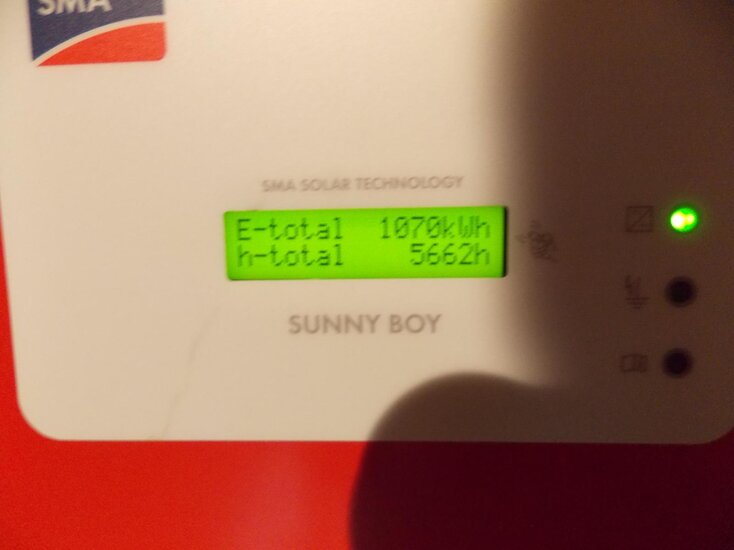 SMA
SMA SOLAR TECHNOLOGY
E-total 1070kWh
h-total 5662h
SUNNY BOY